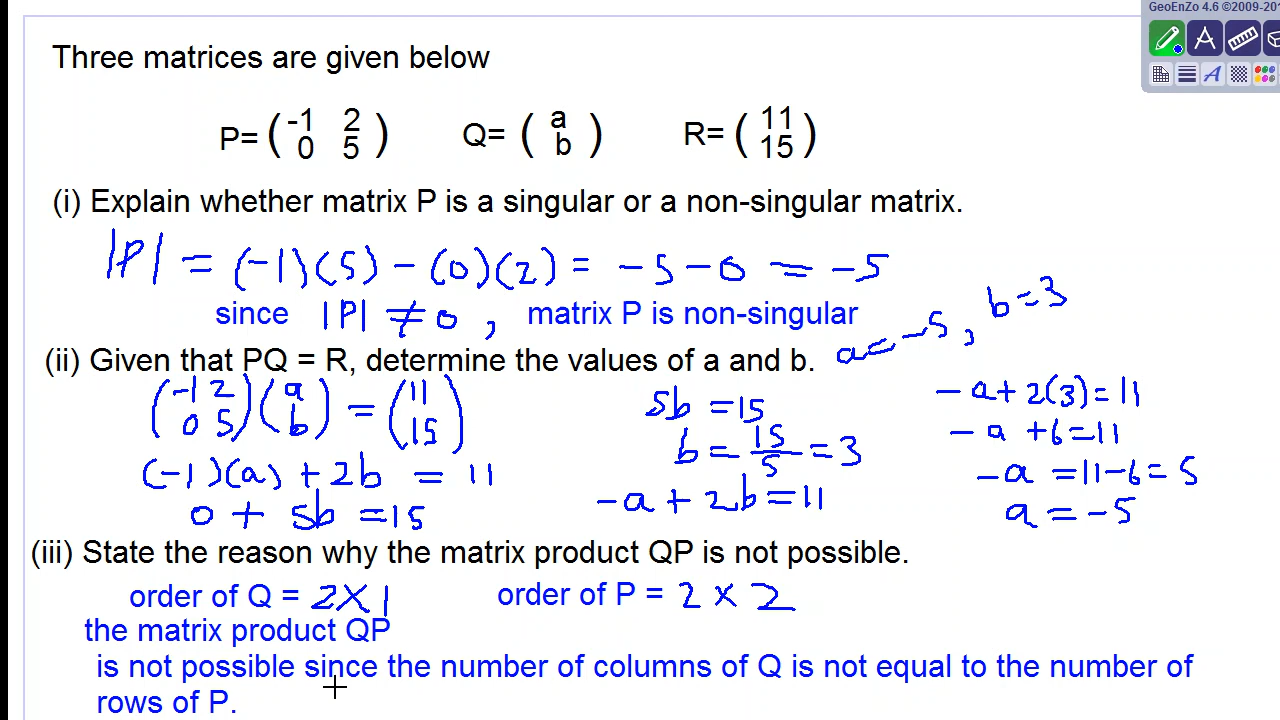 GeoEnZo 4.6 ©2009-201
Three matrices are given below
P= ( -1 2 0 5 ) Q= ( a b ) R= ( 11 15 )
(i) Explain whether matrix P is a singular or a non-singular matrix.
|P| = (-1)(5) - (0)(2) = -5 - 0 = -5
since |P| ≠ 0 , matrix P is non-singular
a = -5 , b = 3
(ii) Given that PQ = R, determine the values of a and b.
( -1 2 0 5 ) ( a b ) = ( 11 15 )
(-1)(a) + 2b = 11
0 + 5b = 15
5b = 15
b = 15/5 = 3
-a + 2b = 11
-a + 2(3) = 11
-a + 6 = 11
-a = 11 - 6 = 5
a = -5
(iii) State the reason why the matrix product QP is not possible.
order of Q = 2 X 1 order of P = 2 x 2
the matrix product QP
is not possible since the number of columns of Q is not equal to the number of
rows of P.